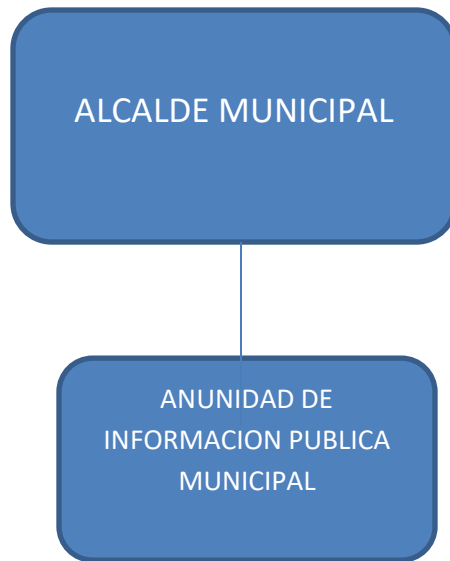 ALCALDE MUNICIPAL
ANUNIDAD DE
INFORMACION PUBLICA
MUNICIPAL